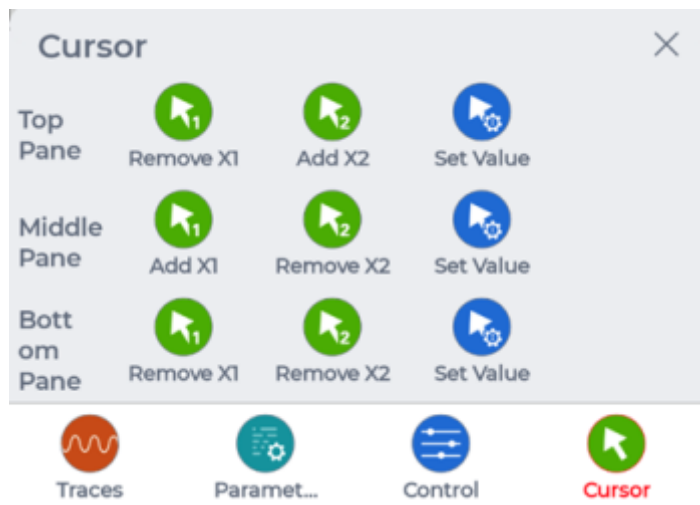 Cursor
Top
Pane
Remove X1
Add X2
Set Value
Middle
Pane
Add X1
Remove X2
Set Value
Bott
om
Pane
Remove X1
Remove X2
Set Value
Traces
Paramet...
Control
Cursor